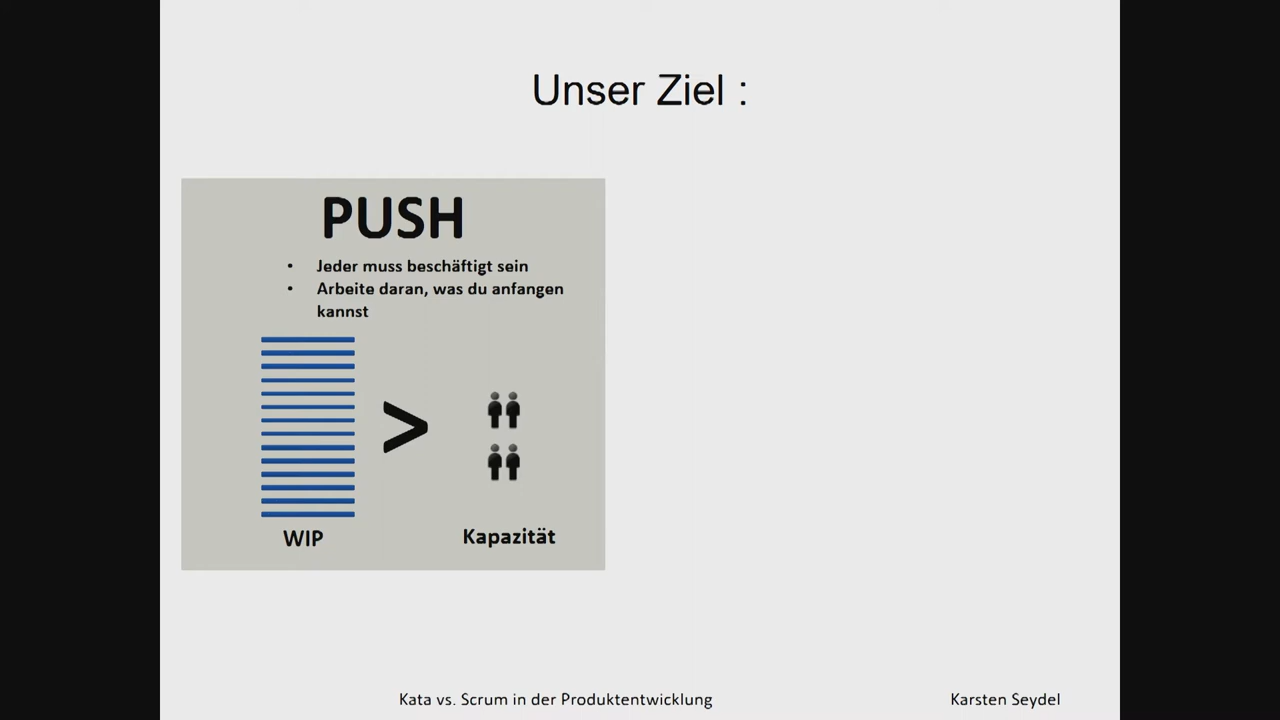 Unser Ziel :
PUSH
• Jeder muss beschäftigt sein
• Arbeite daran, was du anfangen
kannst
>
WIP
Kapazität
Kata vs. Scrum in der Produktentwicklung
Karsten Seydel